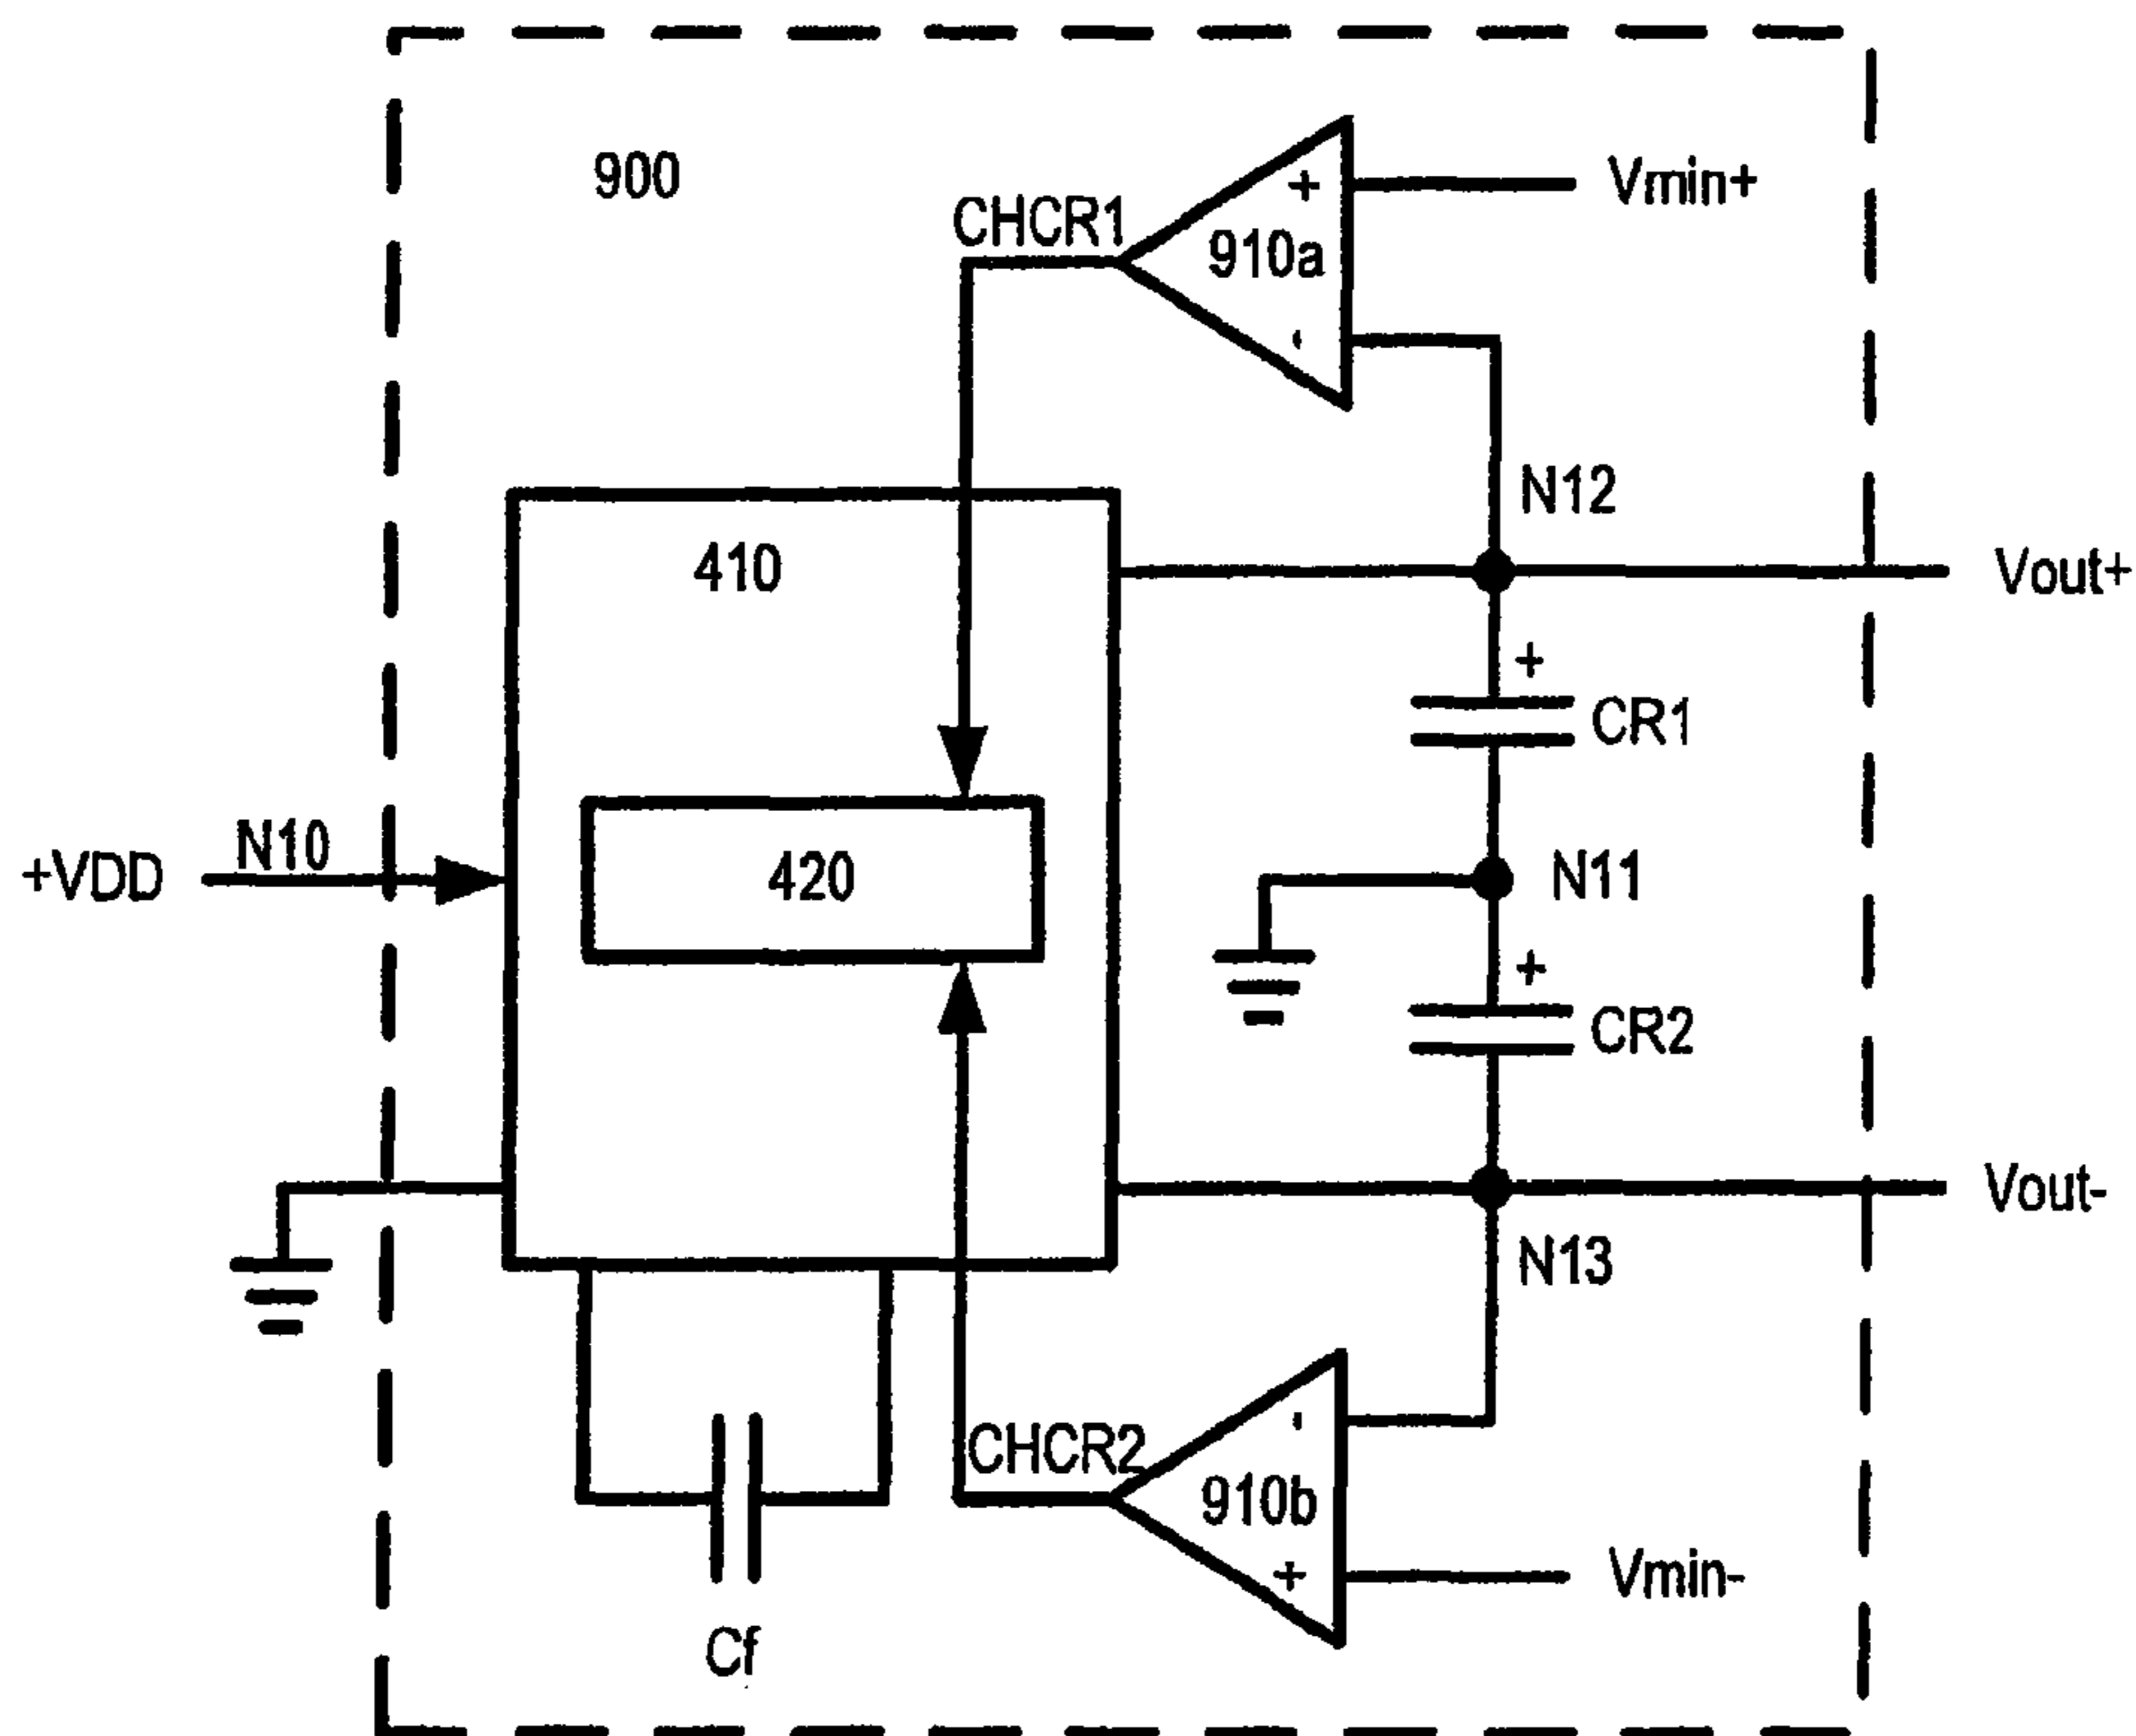 900
Vmin+
CHCR1
+
910a
-
N12
410
Vout+
+
CR1
N10
+VDD
420
N11
+
CR2
Vout-
N13
-
CHCR2
910b
+
Vmin-
Cf